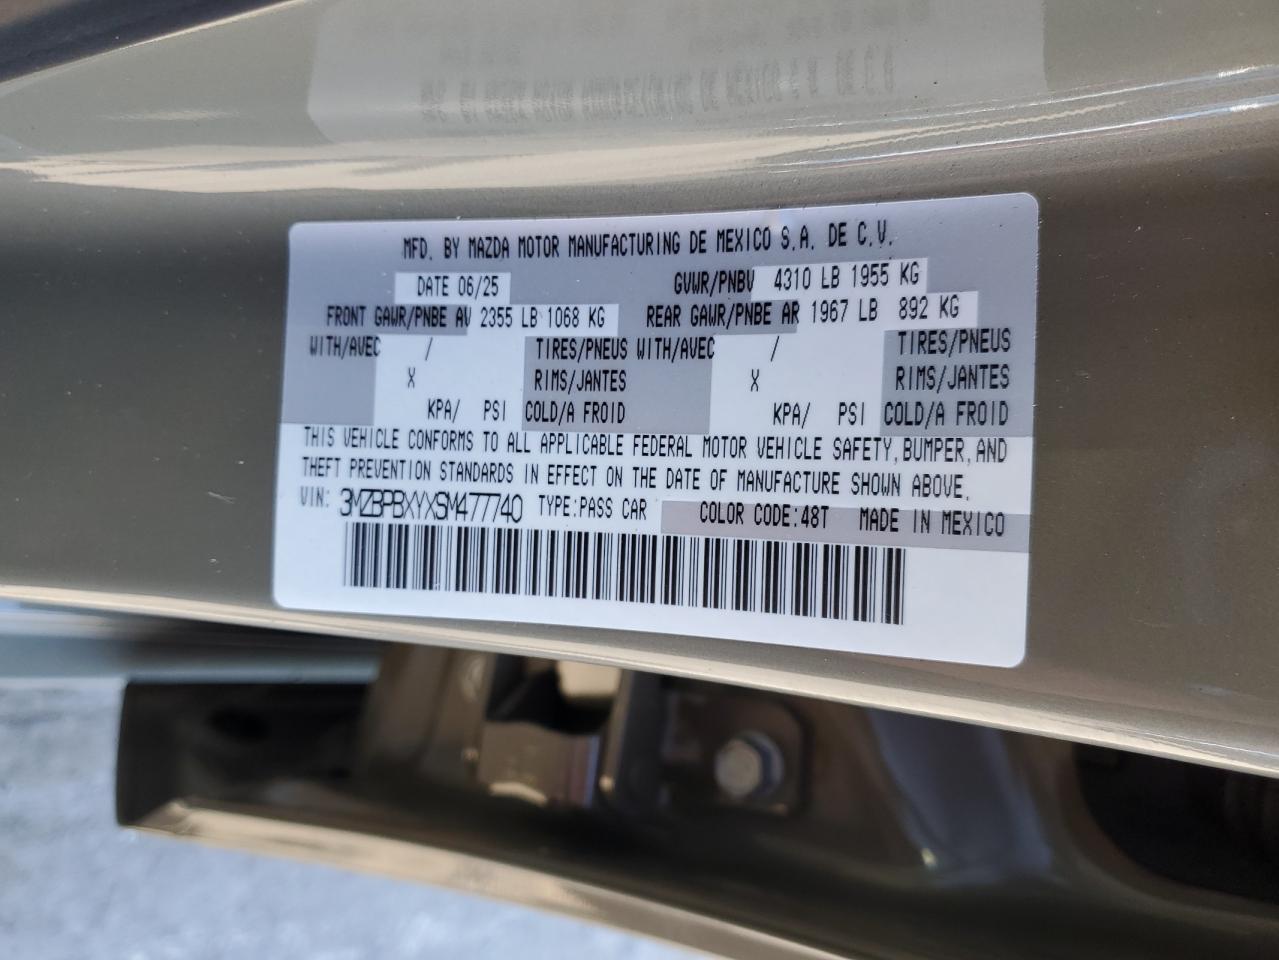 MFD. BY MAZDA MOTOR MANUFACTURING DE MEXICO S.A. DE C.V.
DATE 06/25 GVWR/PNBV 4310 LB 1955 KG
FRONT GAWR/PNBE AV 2355 LB 1068 KG REAR GAWR/PNBE AR 1967 LB 892 KG
WITH/AVEC / TIRES/PNEUS WITH/AVEC / TIRES/PNEUS
X RIMS/JANTES X RIMS/JANTES
KPA/ PSI COLD/A FROID KPA/ PSI COLD/A FROID
THIS VEHICLE CONFORMS TO ALL APPLICABLE FEDERAL MOTOR VEHICLE SAFETY, BUMPER, AND
THEFT PREVENTION STANDARDS IN EFFECT ON THE DATE OF MANUFACTURE SHOWN ABOVE.
VIN: 3MZBPBXYXSM477740 TYPE:PASS CAR COLOR CODE:48T MADE IN MEXICO